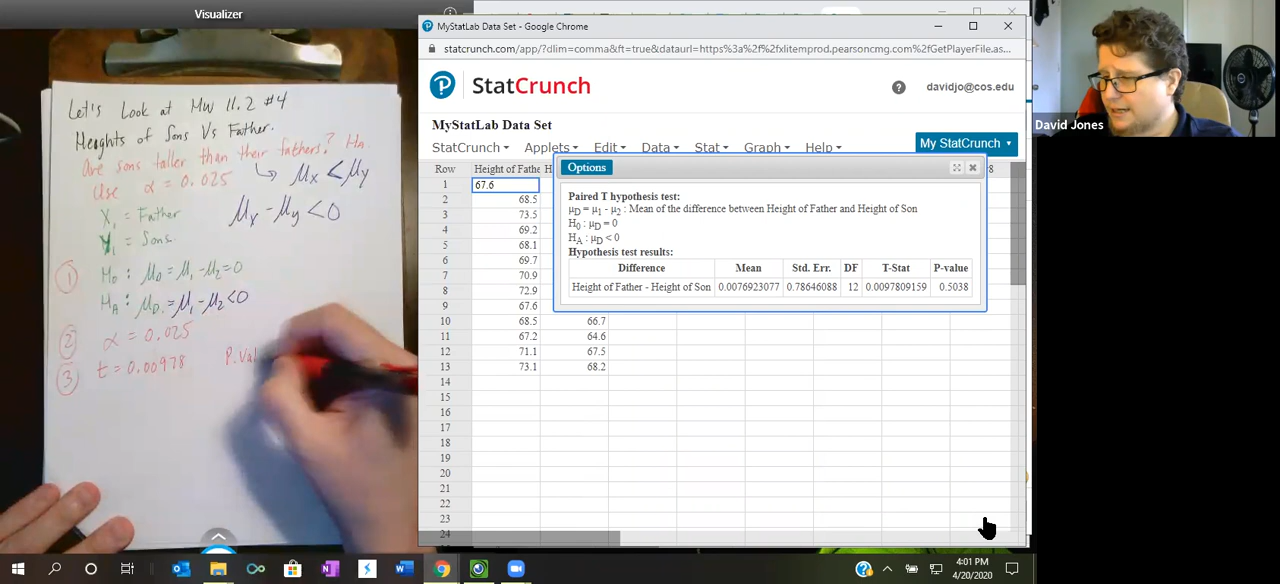 Visualizer
Let's Look at MW 11.2 #4
Heights of Sons Vs Father.
Are sons taller than their fathers? Hn
Use α = 0.025
μx < μy
X₁ = Father
μx - μy < 0
Y₁ = Sons.
① H₀ : μD = μ₁ - μ₂ = 0
HA : μD = μ₁ - μ₂ < 0
② α = 0.025
③ t = 0.00978 P.Val
MyStatLab Data Set - Google Chrome
statcrunch.com/app/?dlim=comma&ft=true&dataurl=https%3a%2f%2fxlitemprod.pearsoncmg.com%2fGetPlayerFile.as...
StatCrunch
davidjo@cos.edu
MyStatLab Data Set
StatCrunch Applets Edit Data Stat Graph Help
My StatCrunch
Row Height of Fathe H
Options
Paired T hypothesis test:
μD = μ1 - μ2 : Mean of the difference between Height of Father and Height of Son
H0 : μD = 0
HA : μD < 0
Hypothesis test results:
Difference Mean Std. Err. DF T-Stat P-value
Height of Father - Height of Son 0.0076923077 0.78646088 12 0.0097809159 0.5038
1 67.6
2 68.5
3 73.5
4 69.2
5 68.1
6 69.7
7 70.9
8 72.9
9 67.6
10 68.5 66.7
11 67.2 64.6
12 71.1 67.5
13 73.1 68.2
14
15
16
17
18
19
20
21
22
23
24
David Jones
4:01 PM
4/20/2020